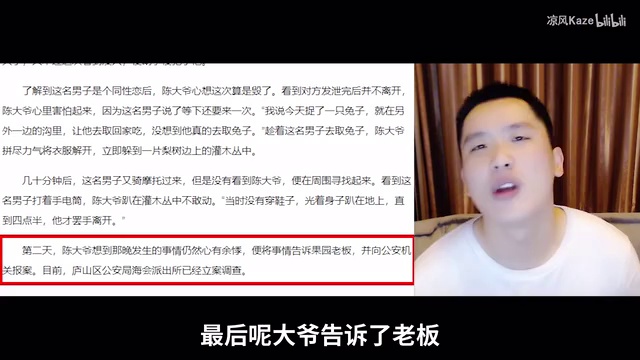 凉风Kaze bilibili
了解到这名男子是个同性恋后，陈大爷心想这次算是毁了。看到对方发泄完后并不离开，
陈大爷心里害怕起来，因为这名男子说了等下还要来一次。“我说今天捉了一只兔子，就在另
外一边的沟里，让他去取回家吃，没想到他真的去取兔子。”趁着这名男子去取兔子，陈大爷
拼尽力气将衣服解开，立即躲到一片梨树边上的灌木丛中。
几十分钟后，这名男子又骑摩托过来，但是没有看到陈大爷，便在周围寻找起来。看到这
名男子打着手电筒，陈大爷趴在灌木丛中不敢动。“当时没有穿鞋子，光着身子趴在地上，直
到四点半，他才罢手离开。”
第二天，陈大爷想到那晚发生的事情仍然心有余悸，便将事情告诉果园老板，并向公安机
关报案。目前，庐山区公安局海会派出所已经立案调查。
最后呢大爷告诉了老板